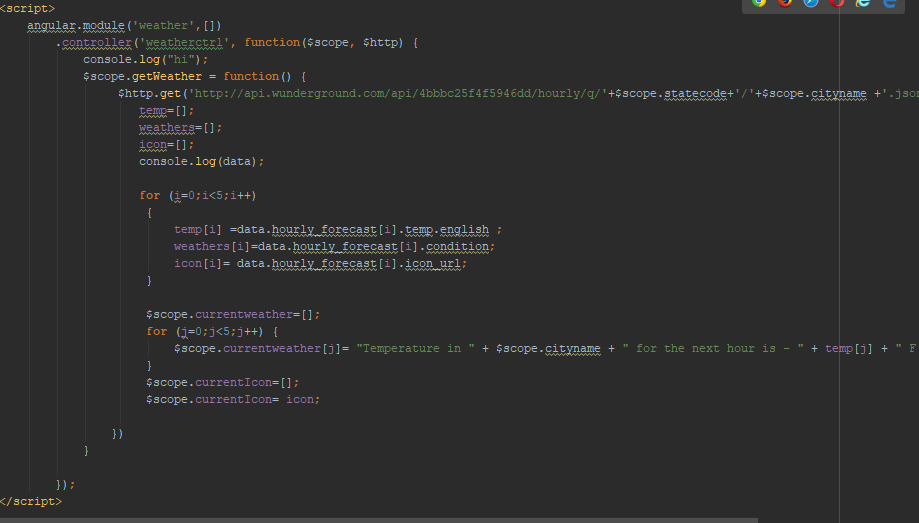 <script>
angular.module('weather',[])
.controller('weatherctrl', function($scope, $http) {
console.log("hi");
$scope.getWeather = function() {
$http.get('http://api.wunderground.com/api/4bbbc25f4f5946dd/hourly/q/'+$scope.statecode+'/'+$scope.cityname +'.json
temp=[];
weathers=[];
icon=[];
console.log(data);
for (i=0;i<5;i++)
{
temp[i] =data.hourly_forecast[i].temp.english ;
weathers[i]=data.hourly_forecast[i].condition;
icon[i]= data.hourly_forecast[i].icon_url;
}
$scope.currentweather=[];
for (j=0;j<5;j++) {
$scope.currentweather[j]= "Temperature in " + $scope.cityname + " for the next hour is - " + temp[j] + " F
}
$scope.currentIcon=[];
$scope.currentIcon= icon;
})
}
});
</script>